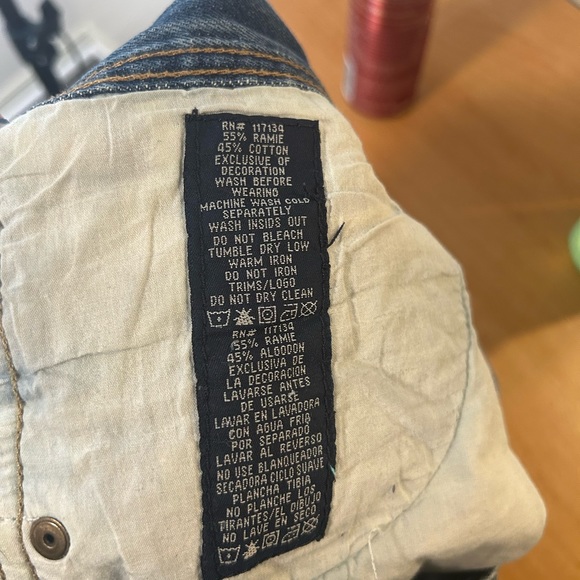 RN# 117134
55% RAMIE
45% COTTON
EXCLUSIVE OF
DECORATION
WASH BEFORE
WEARING
MACHINE WASH COLD
SEPARATELY
WASH INSIDS OUT
DO NOT BLEACH
TUMBLE DRY LOW
WARM IRON
DO NOT IRON
TRIMS/LOGO
DO NOT DRY CLEAN
RN# 117134
55% RAMIE
45% ALGODON
EXCLUSIVA DE
LA DECORACION
LAVARSE ANTES
DE USARSE
LAVAR EN LAVADORA
CON AGUA FRIA
POR SEPARADO
LAVAR AL REVERSO
NO USE BLANQUEADOR
SECADORA CICLO SUAVE
PLANCHA TIBIA
NO PLANCHE LOS
TIRANTES/EL DIBUJO
NO LAVE EN SECO